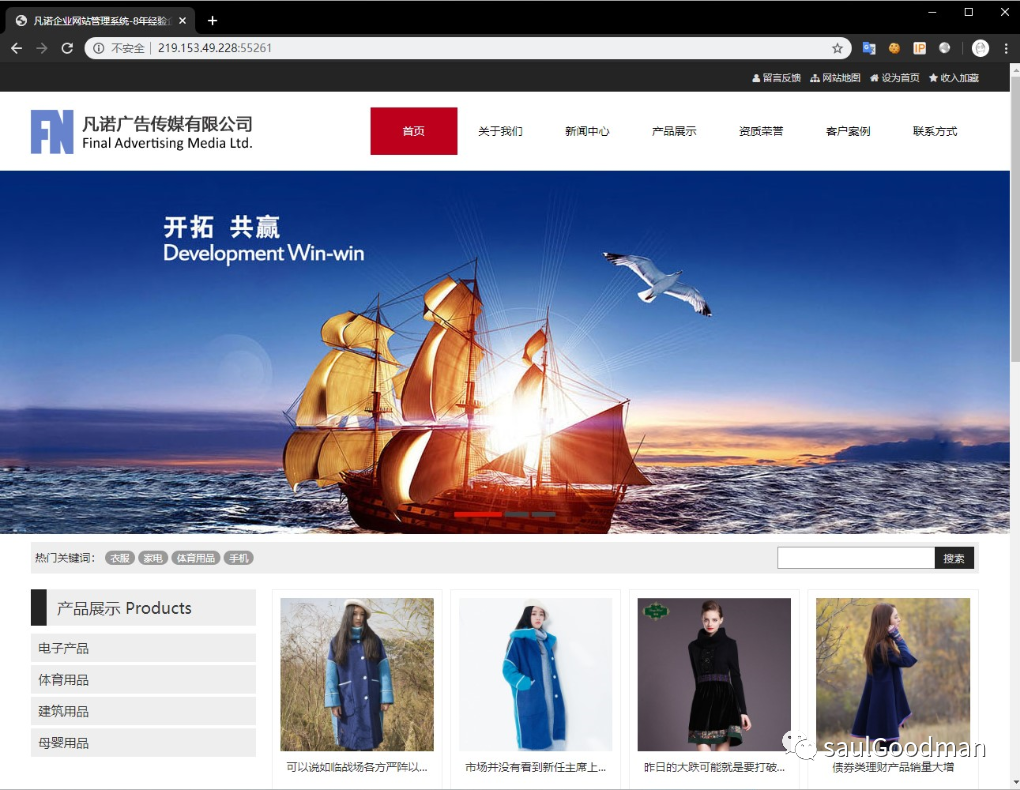 凡诺企业网站管理系统-8年经验
不安全 | 219.153.49.228:55261
留言反馈 网站地图 设为首页 收入加藏
FN 凡诺广告传媒有限公司
Final Advertising Media Ltd.
首页 关于我们 新闻中心 产品展示 资质荣誉 客户案例 联系方式
开拓 共赢
Development Win-win
热门关键词： 衣服 家电 体育用品 手机
搜索
产品展示 Products
电子产品
体育用品
建筑用品
母婴用品
可以说如临战场各方严阵以...
市场并没有看到新任主席上...
昨日的大跌可能就是要打破...
债券类理财产品销量大增
saulGoodman